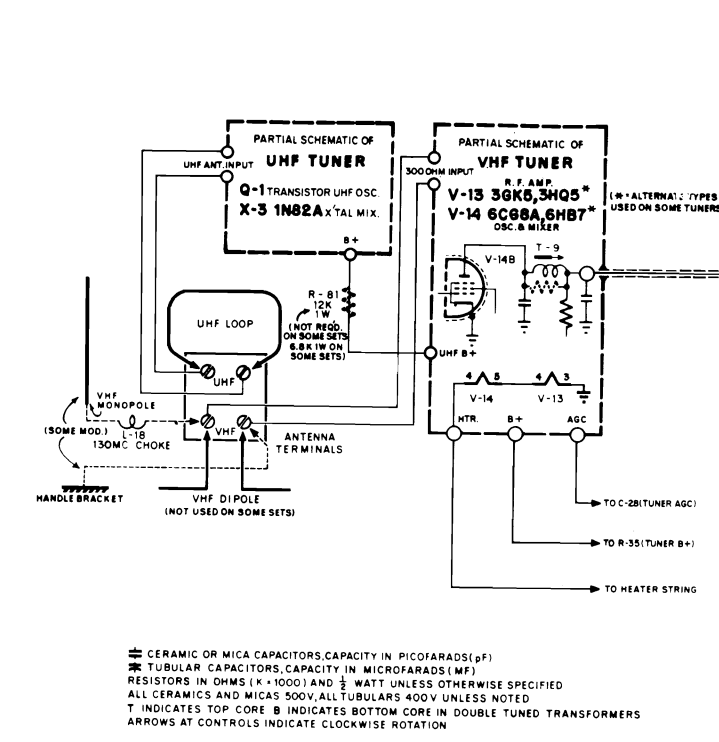 PARTIAL SCHEMATIC OF
UHF TUNER
Q-1 TRANSISTOR UHF OSC.
X-3 1N82A X'TAL MIX.
UHF ANT. INPUT
B+
PARTIAL SCHEMATIC OF
VHF TUNER
R.F. AMP.
V-13 3GK5,3HQ5*
V-14 6CG8A,6HB7*
OSC. & MIXER
300 OHM INPUT
(*=ALTERNATE TYPES
USED ON SOME TUNERS
V-14B
T-9
R-81
12K
1W
(NOT REQD.
ON SOME SETS
6.8K 1W ON
SOME SETS)
UHF B+
4 5
V-14
4 3
V-13
HTR.
B+
AGC
UHF LOOP
UHF
VHF
VHF
MONOPOLE
(SOME MOD.)
L-18
130MC CHOKE
ANTENNA
TERMINALS
HANDLE BRACKET
VHF DIPOLE
(NOT USED ON SOME SETS)
TO C-28(TUNER AGC)
TO R-35(TUNER B+)
TO HEATER STRING
CERAMIC OR MICA CAPACITORS,CAPACITY IN PICOFARADS(pF)
TUBULAR CAPACITORS,CAPACITY IN MICROFARADS(MF)
RESISTORS IN OHMS (K=1000) AND 1/2 WATT UNLESS OTHERWISE SPECIFIED
ALL CERAMICS AND MICAS 500V,ALL TUBULARS 400V UNLESS NOTED
T INDICATES TOP CORE B INDICATES BOTTOM CORE IN DOUBLE TUNED TRANSFORMERS
ARROWS AT CONTROLS INDICATE CLOCKWISE ROTATION